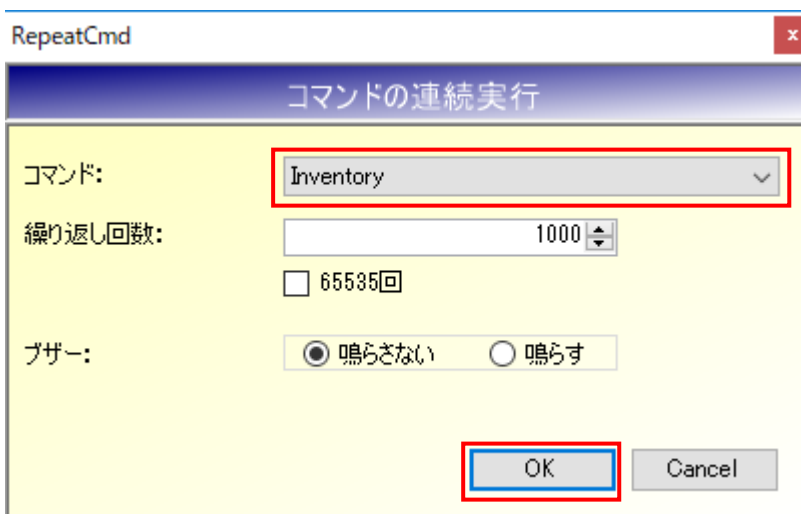 RepeatCmd
x
コマンドの連続実行
コマンド: Inventory
繰り返し回数: 1000
65535回
ブザー: 鳴らさない 鳴らす
OK Cancel